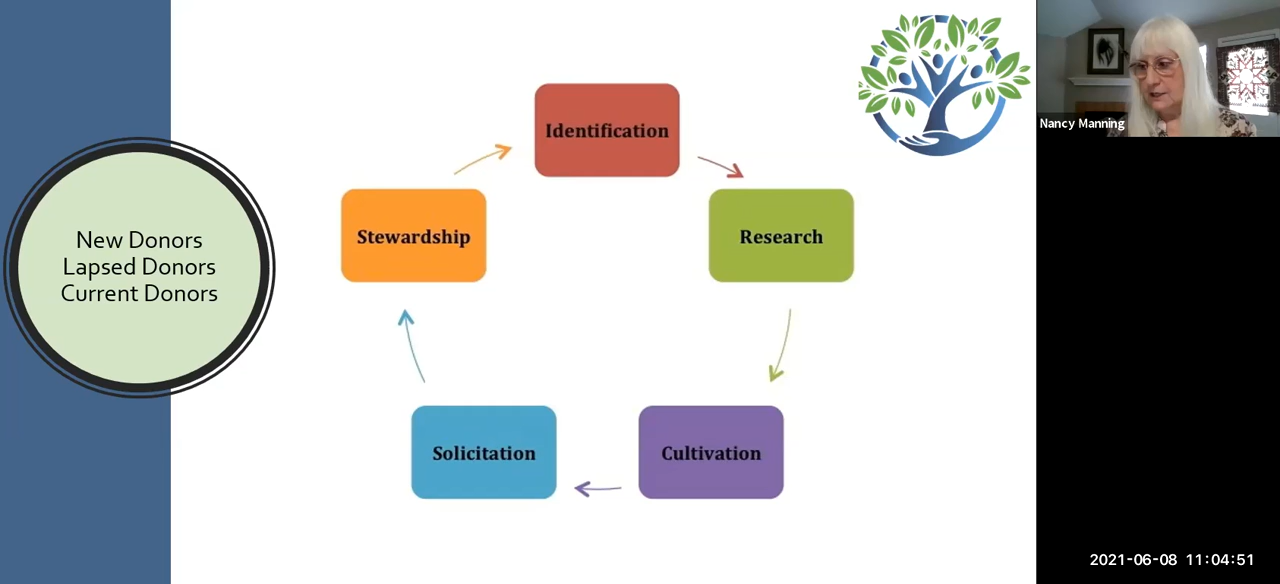 New Donors
Lapsed Donors
Current Donors
Identification
Research
Cultivation
Solicitation
Stewardship
Nancy Manning
2021-06-08 11:04:51